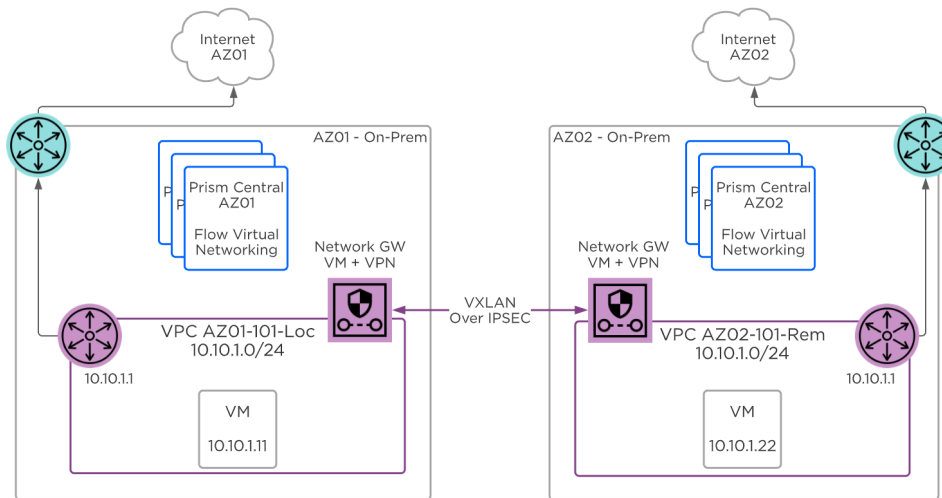 Internet
AZ01
Internet
AZ02
AZ01 - On-Prem
AZ02 - On-Prem
P
P
Prism Central
AZ01
Flow Virtual
Networking
P
P
Prism Central
AZ02
Flow Virtual
Networking
Network GW
VM + VPN
Network GW
VM + VPN
VXLAN
Over IPSEC
VPC AZ01-101-Loc
10.10.1.0/24
VPC AZ02-101-Rem
10.10.1.0/24
10.10.1.1
10.10.1.1
VM
10.10.1.11
VM
10.10.1.22